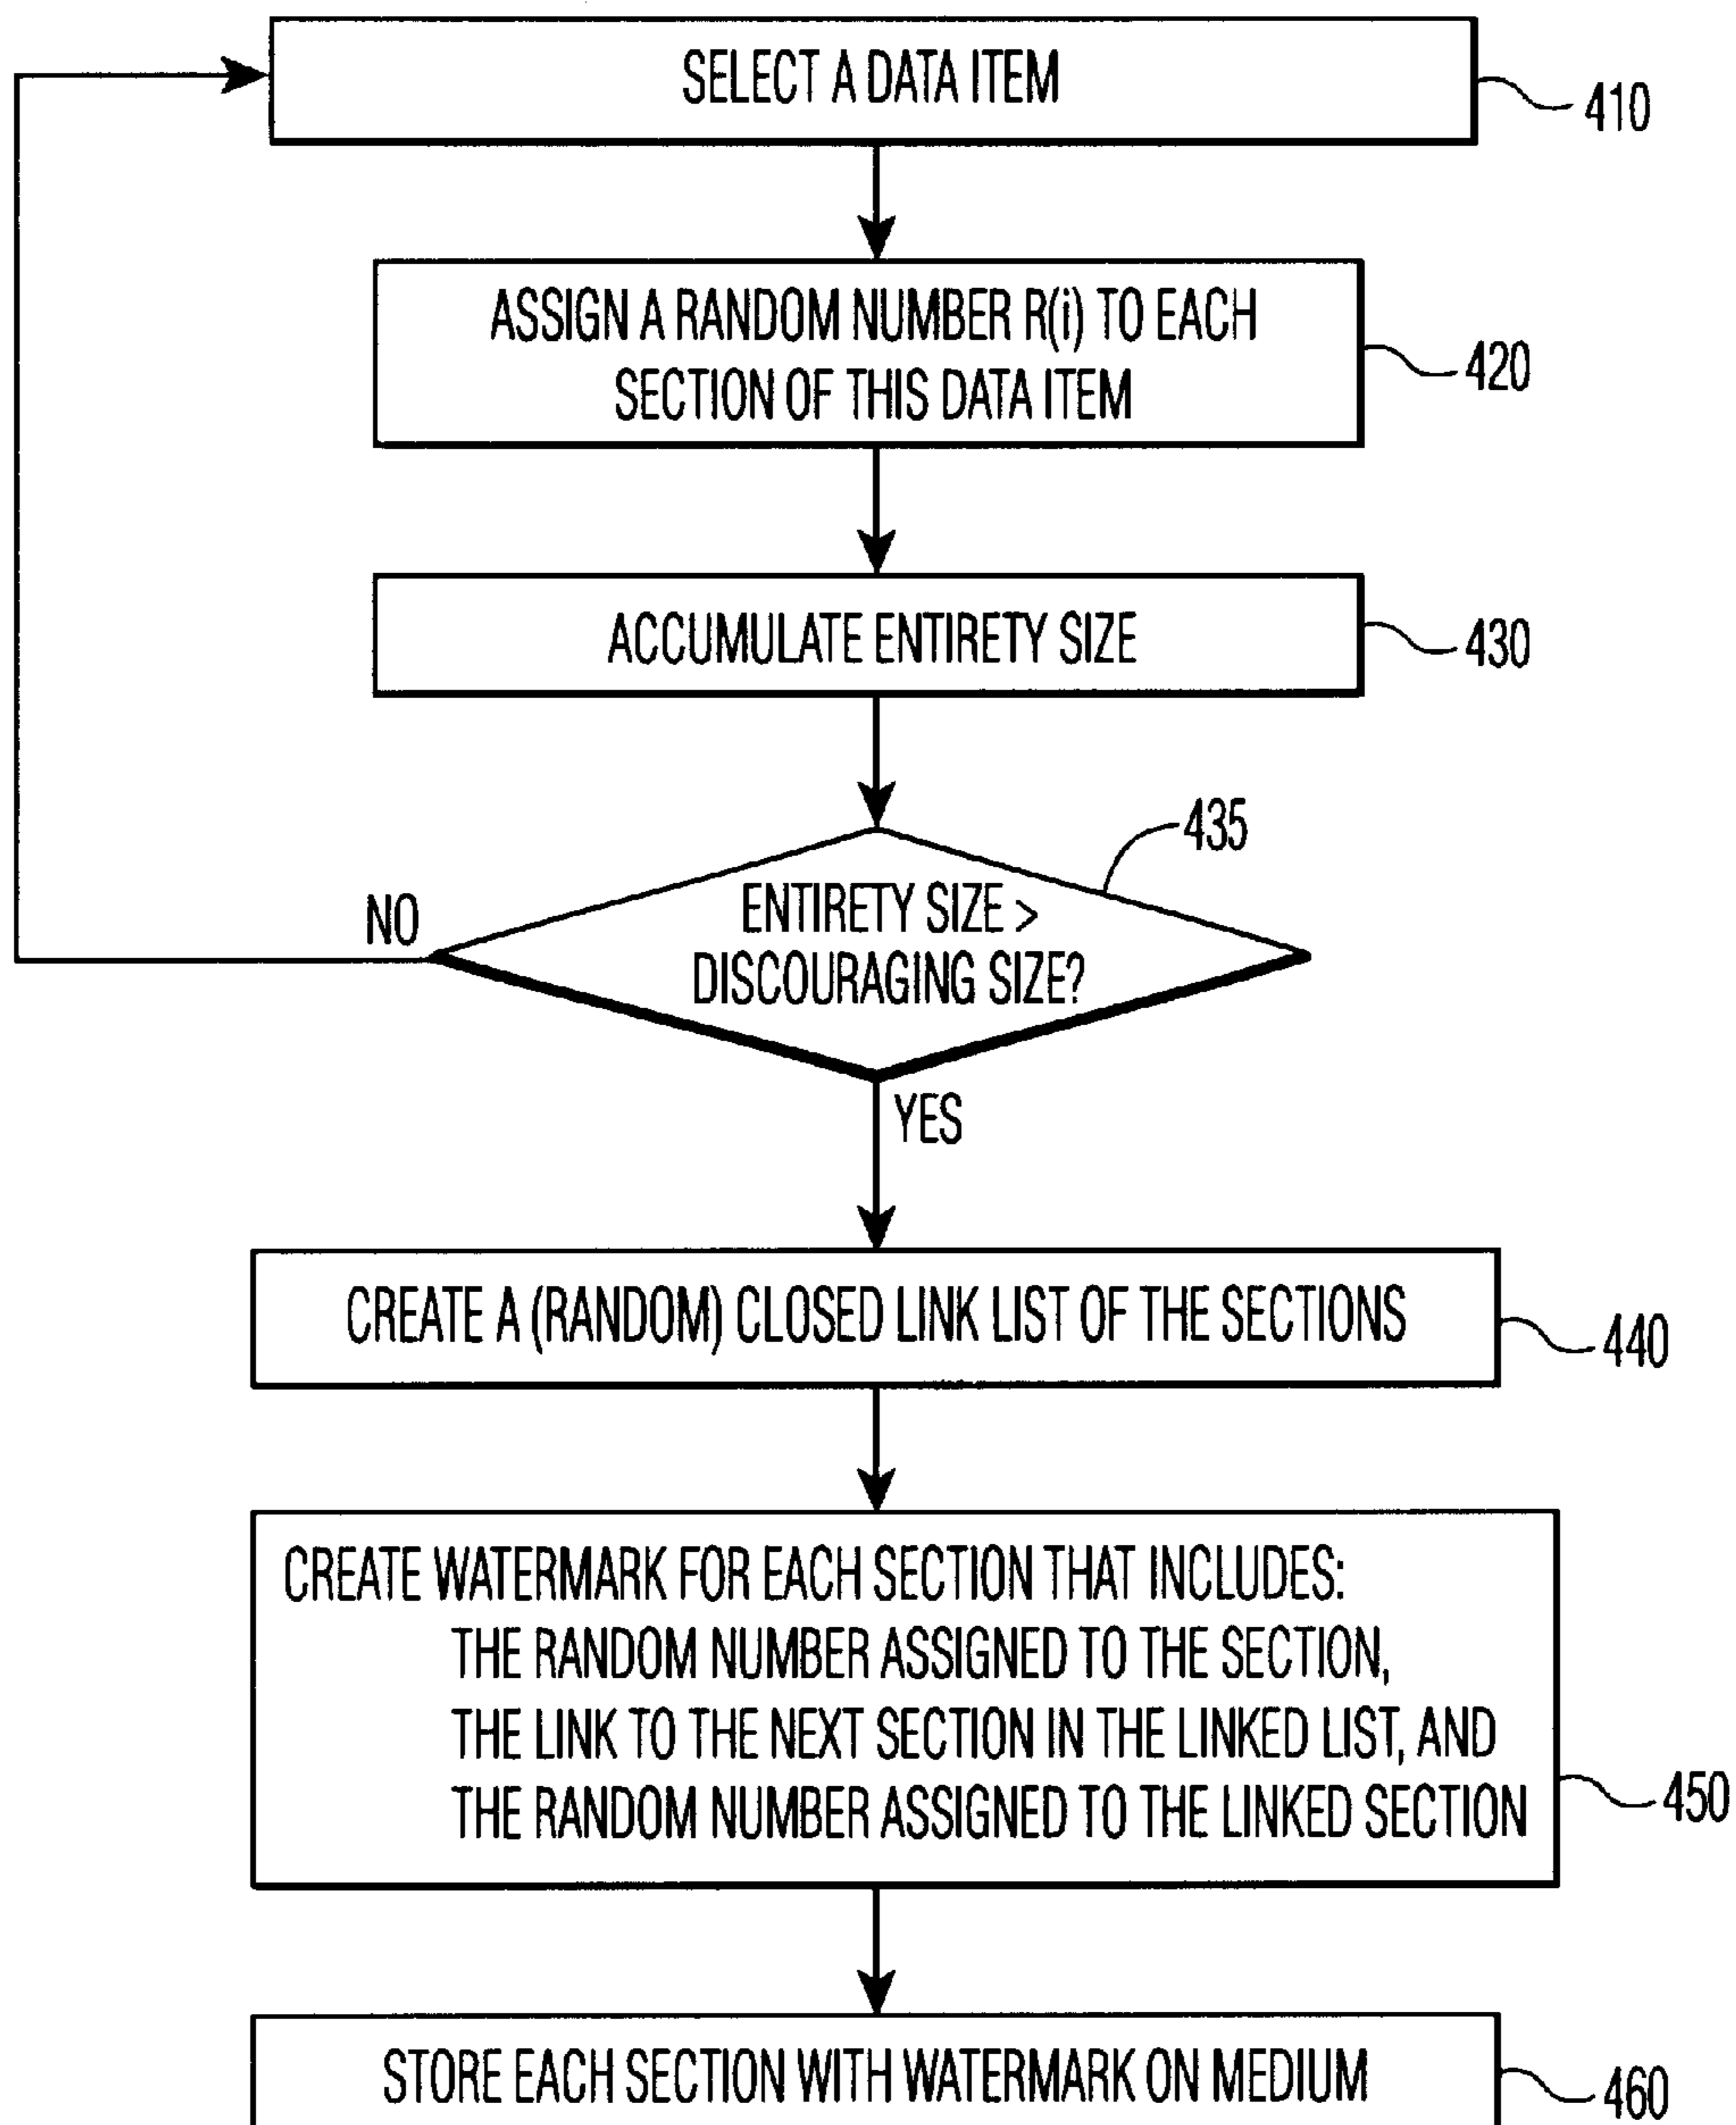 SELECT A DATA ITEM
410
ASSIGN A RANDOM NUMBER R(i) TO EACH
SECTION OF THIS DATA ITEM
420
ACCUMULATE ENTIRETY SIZE
430
435
ENTIRETY SIZE >
DISCOURAGING SIZE?
NO
YES
CREATE A (RANDOM) CLOSED LINK LIST OF THE SECTIONS
440
CREATE WATERMARK FOR EACH SECTION THAT INCLUDES:
THE RANDOM NUMBER ASSIGNED TO THE SECTION,
THE LINK TO THE NEXT SECTION IN THE LINKED LIST, AND
THE RANDOM NUMBER ASSIGNED TO THE LINKED SECTION
450
STORE EACH SECTION WITH WATERMARK ON MEDIUM
460